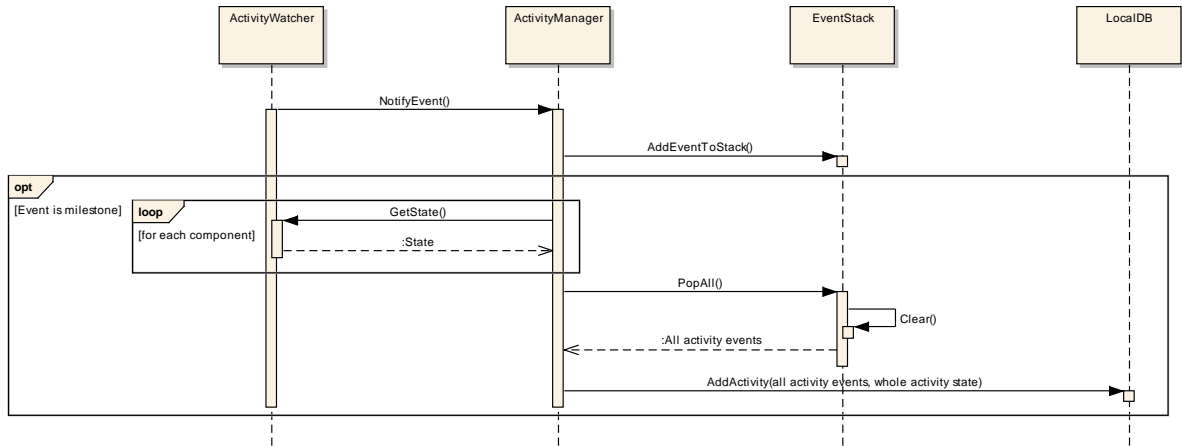 ActivityWatcher
ActivityManager
EventStack
LocalDB
NotifyEvent()
AddEventToStack()
opt
[Event is milestone]
loop
GetState()
[for each component]
:State
PopAll()
Clear()
:All activity events
AddActivity(all activity events, whole activity state)